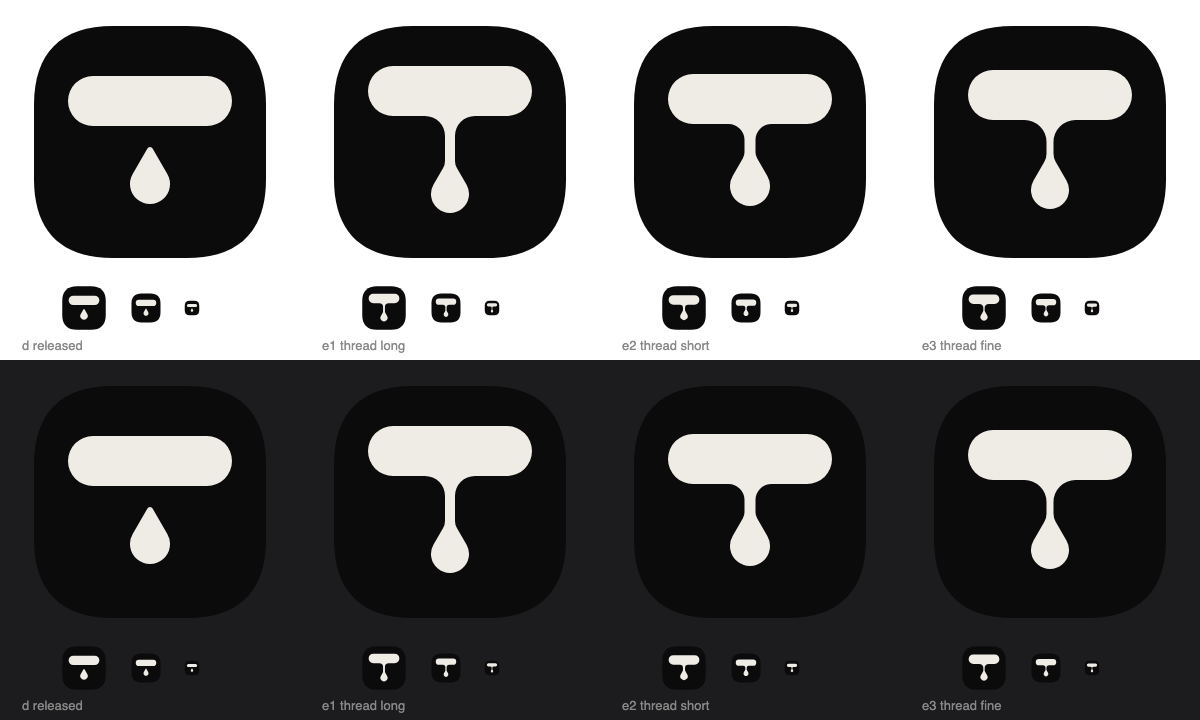 d released
e1 thread long
e2 thread short
e3 thread fine
d released
e1 thread long
e2 thread short
e3 thread fine